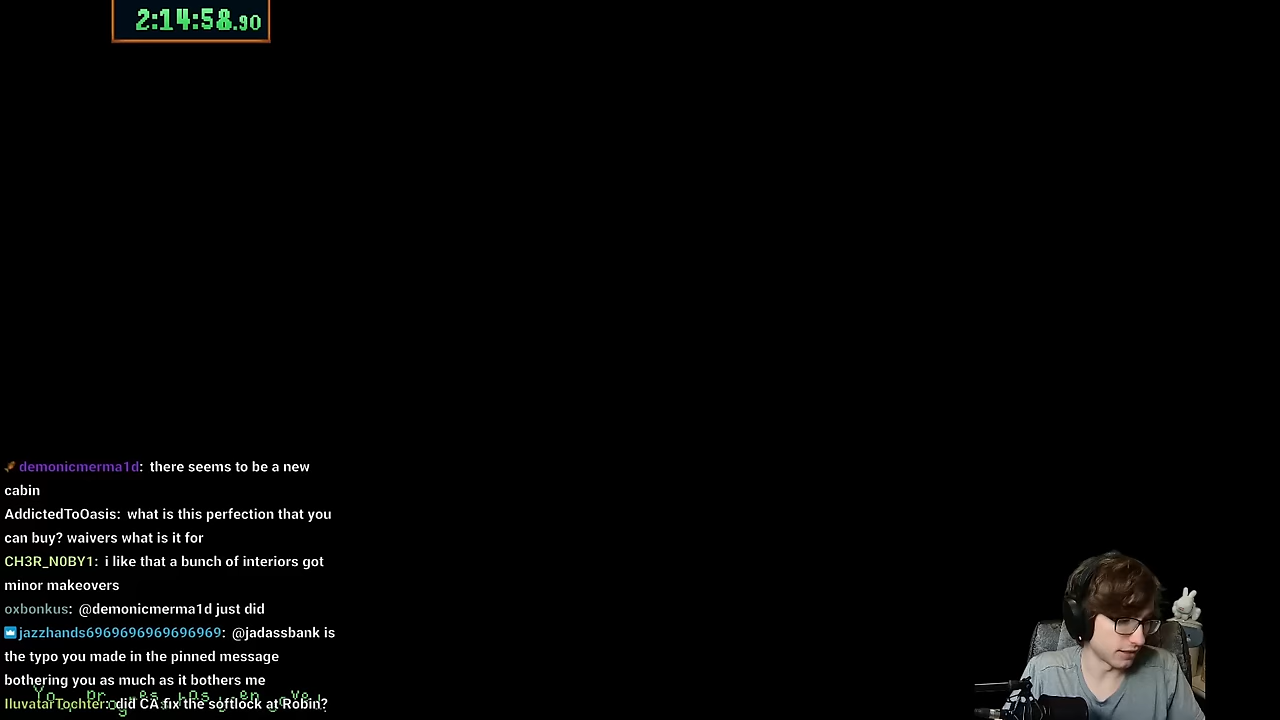 2:14:58.90
demonicmerma1d: there seems to be a new
cabin
AddictedToOasis: what is this perfection that you
can buy? waivers what is it for
CH3R_N0BY1: i like that a bunch of interiors got
minor makeovers
oxbonkus: @demonicmerma1d just did
jazzhands6969696969696969: @jadassbank is
the typo you made in the pinned message
bothering you as much as it bothers me
IluvatarTochter: did CA fix the softlock at Robin?